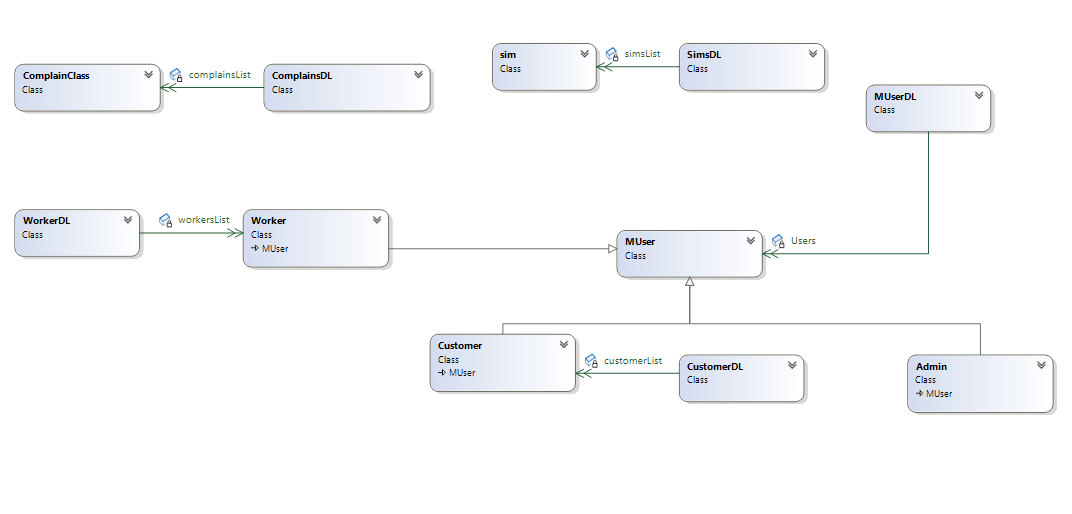 sim
Class
simsList
SimsDL
Class
ComplainClass
Class
complainsList
ComplainsDL
Class
MUserDL
Class
WorkerDL
Class
workersList
Worker
Class
MUser
MUser
Class
Users
Customer
Class
MUser
customerList
CustomerDL
Class
Admin
Class
MUser